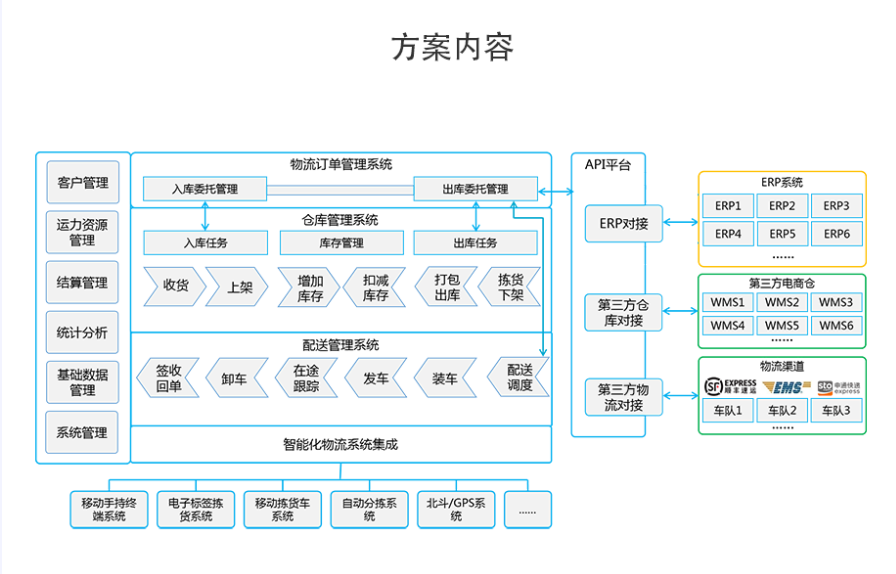 方案内容
客户管理
运力资源
管理
结算管理
统计分析
基础数据
管理
系统管理
物流订单管理系统
入库委托管理
出库委托管理
仓库管理系统
入库任务
库存管理
出库任务
收货
上架
增加
库存
扣减
库存
打包
出库
拣货
下架
配送管理系统
签收
回单
卸车
在途
跟踪
发车
装车
配送
调度
智能化物流系统集成
移动手持终
端系统
电子标签拣
货系统
移动拣货车
系统
自动分拣系
统
北斗/GPS系
统
......
API平台
ERP对接
第三方仓
库对接
第三方物
流对接
ERP系统
ERP1
ERP2
ERP3
ERP4
ERP5
ERP6
......
第三方电商仓
WMS1
WMS2
WMS3
WMS4
WMS5
WMS6
......
物流渠道
SF EXPRESS
顺丰速运
EMS
sto 申通快递
express
车队1
车队2
车队3
......